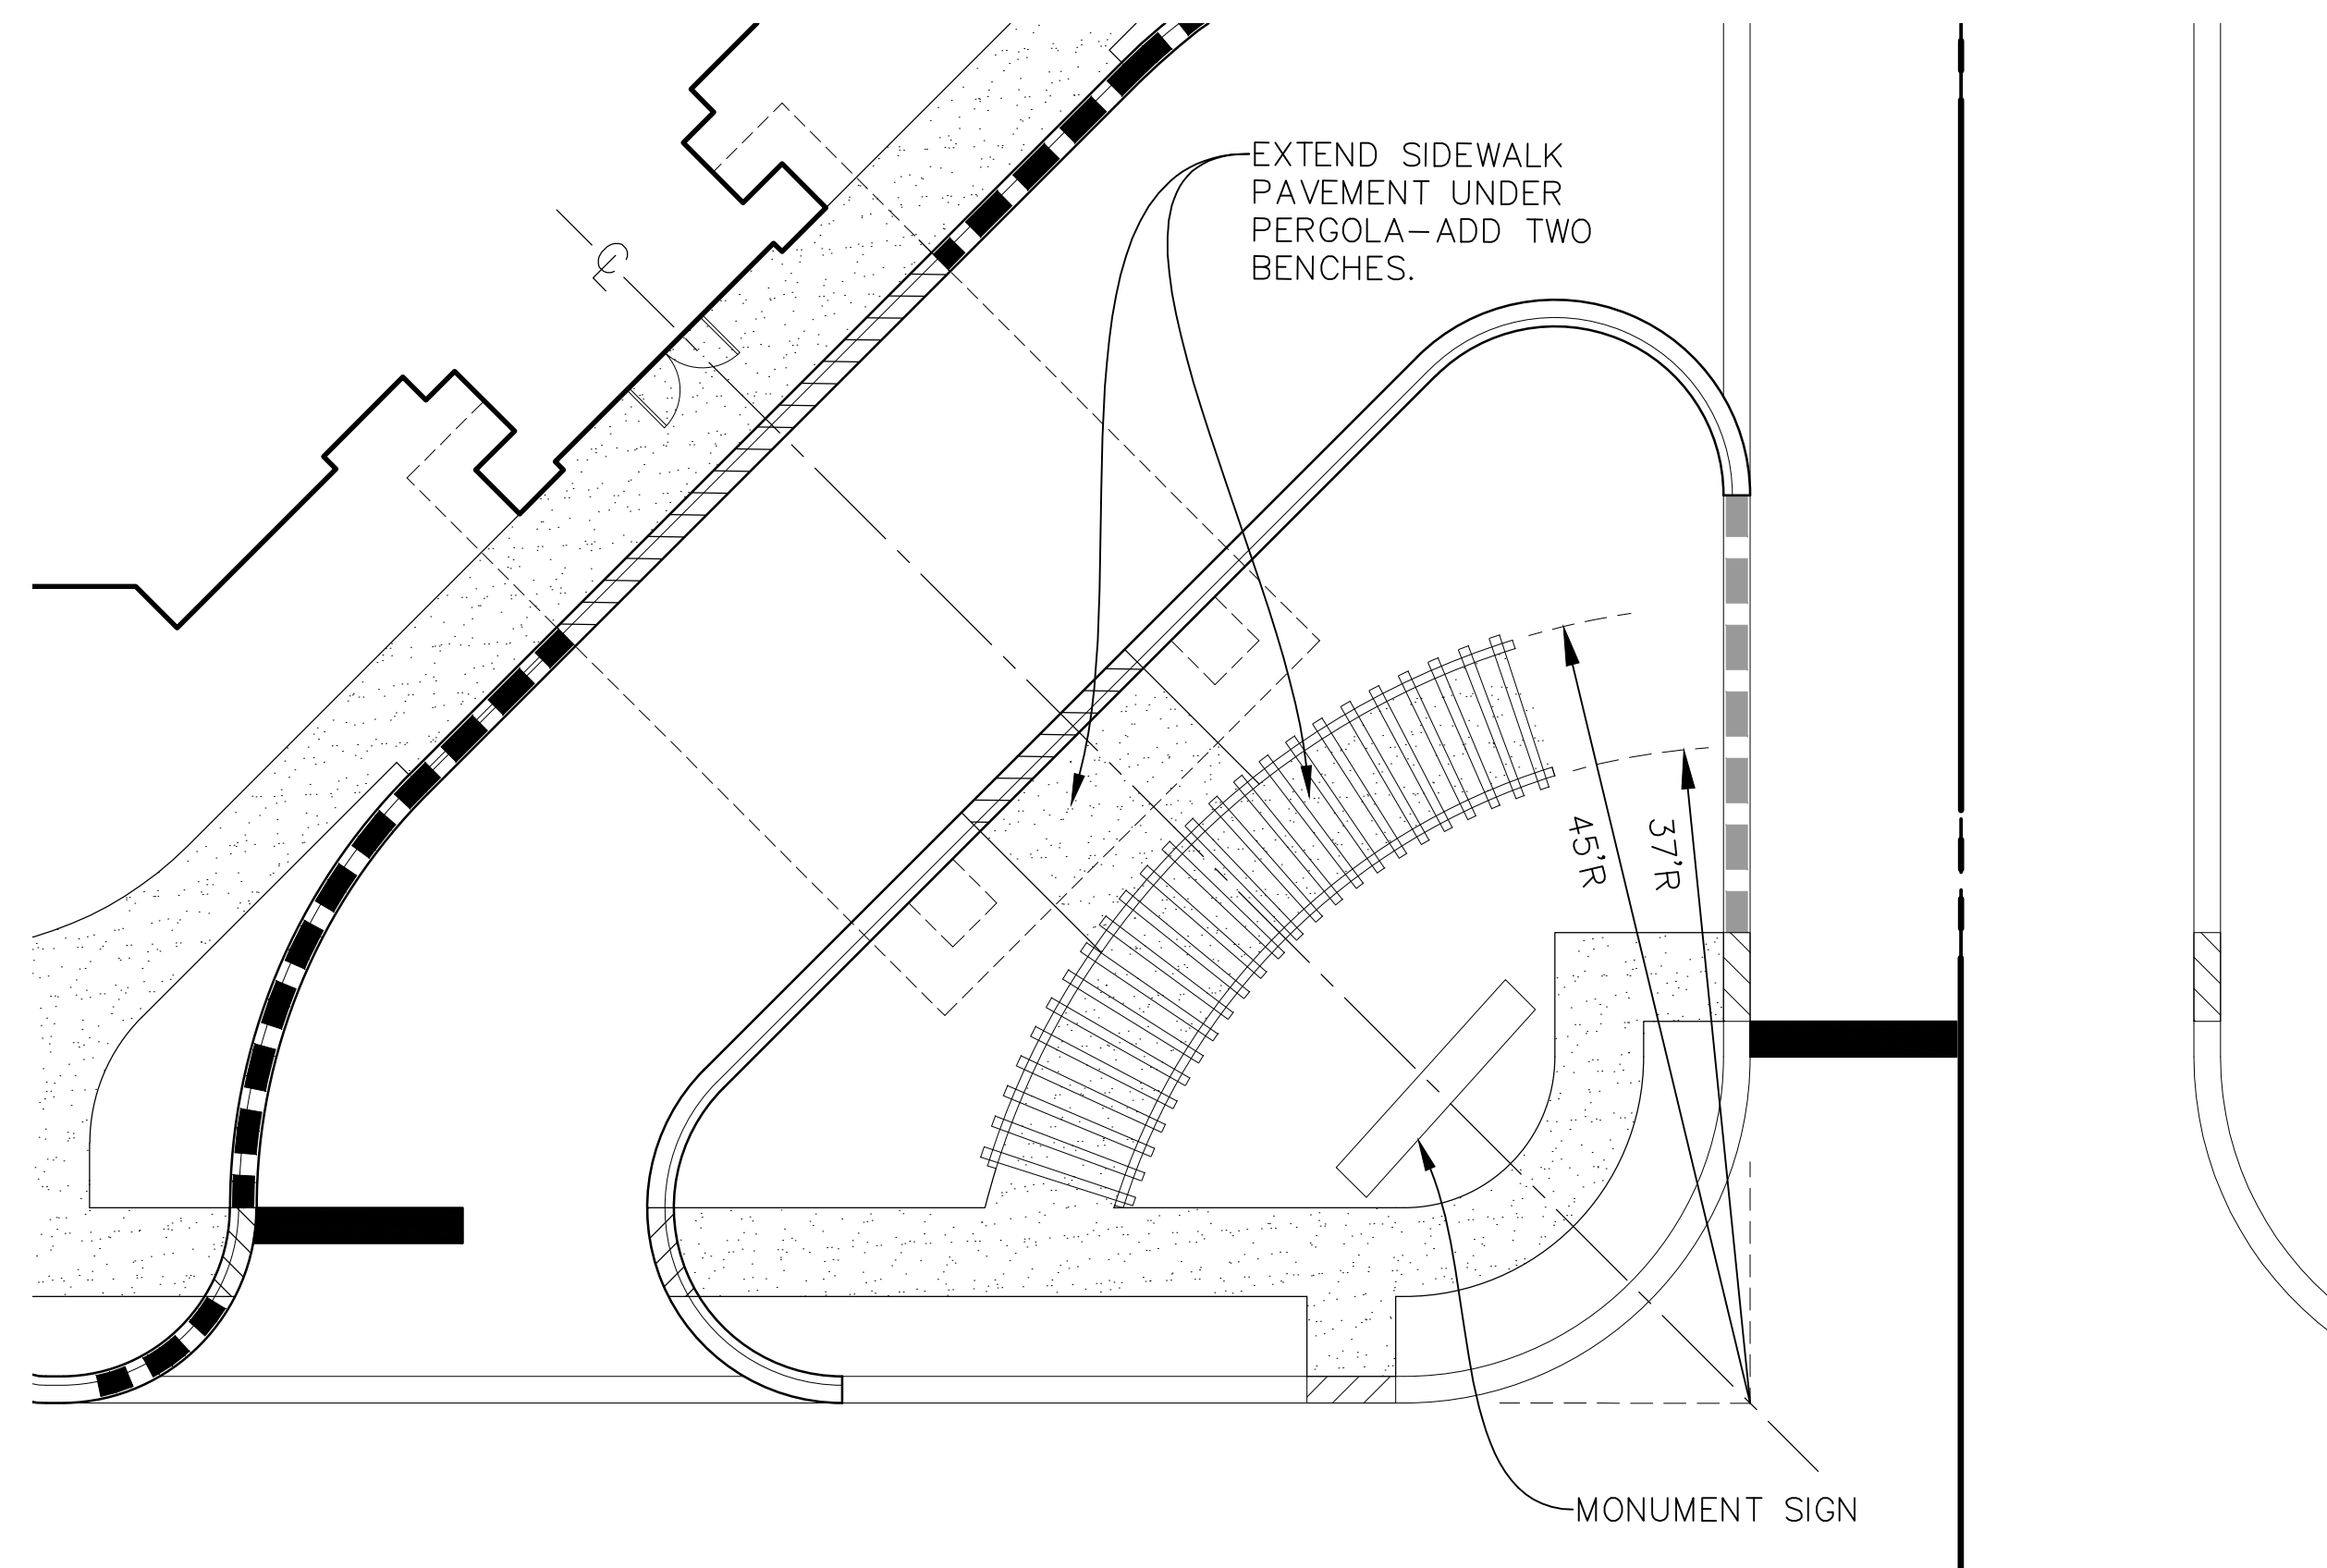 EXTEND SIDEWALK
PAVEMENT UNDER
PERGOLA-ADD TWO
BENCHES.
45'R
37'R
MONUMENT SIGN